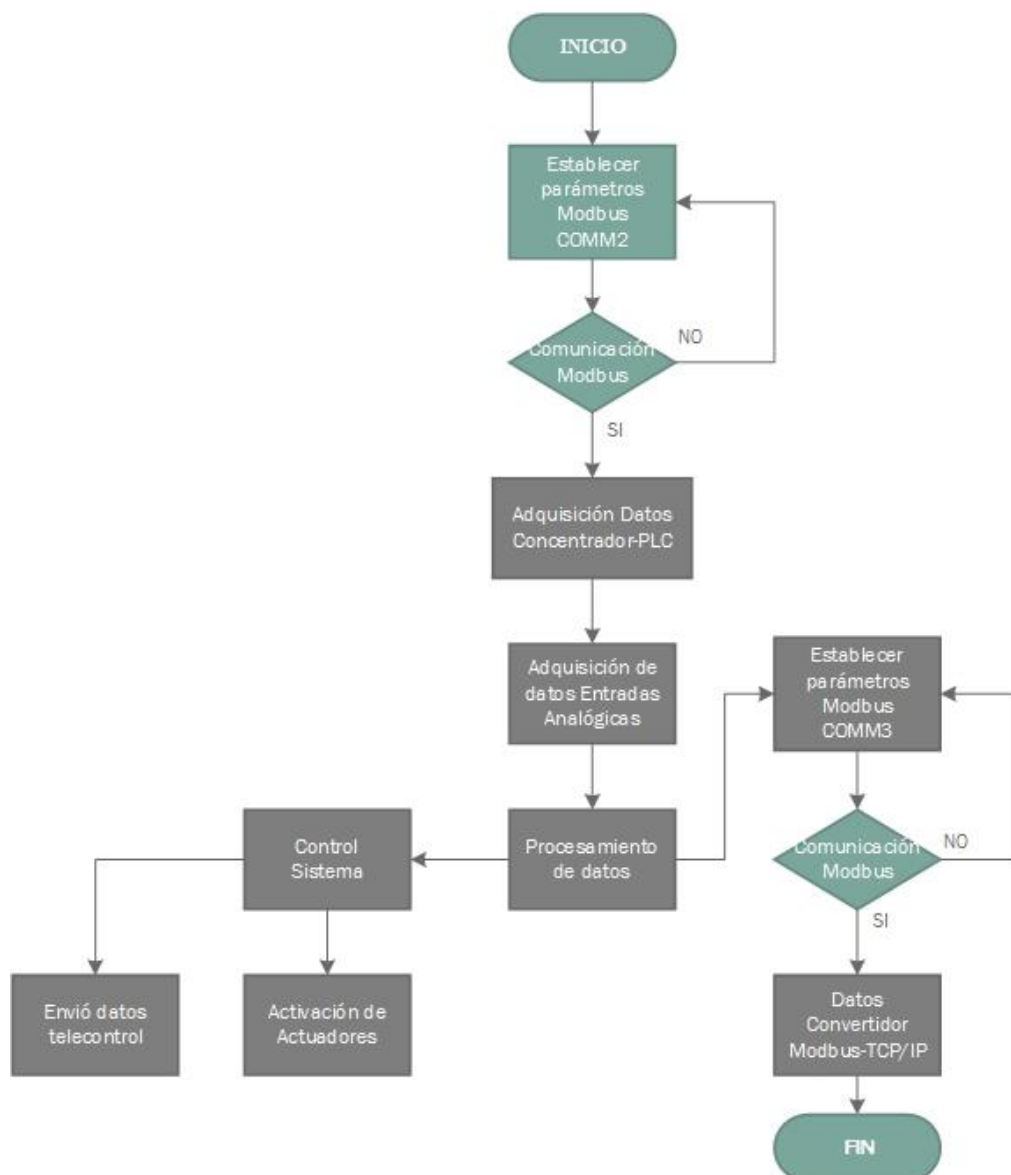 INICIO
Establecer
parámetros
Modbus
COMM2
NO
Comunicación
Modbus
SI
Adquisición Datos
Concentrador-PLC
Adquisición de
datos Entradas
Analógicas
Establecer
parámetros
Modbus
COMM3
Control
Sistema
Procesamiento
de datos
Comunicación
Modbus
NO
SI
Envió datos
telecontrol
Activación de
Actuadores
Datos
Convertidor
Modbus-TCP/IP
FIN